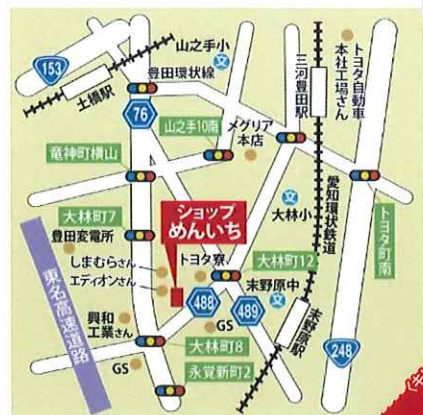 153
土橋駅
山之手小
文
豊田環状線
三河豊田駅
トヨタ自動車
本社工場さん
76
山之手10南
メグリア
本店
竜神町横山
愛知環状鉄道
文
大林小
トヨタ町南
大林町7
豊田変電所
ショップ
めんいち
しまむらさん
エディオンさん
トヨタ寮
大林町12
末野原中
文
東名高速道路
488
489
末野原駅
興和
工業さん
GS
大林町8
248
GS
永覚新町2